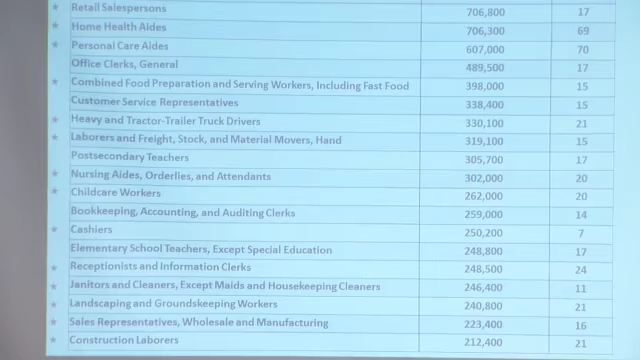 ★ Retail Salespersons 706,800 17
★ Home Health Aides 706,300 69
★ Personal Care Aides 607,000 70
Office Clerks, General 489,500 17
★ Combined Food Preparation and Serving Workers, Including Fast Food 398,000 15
Customer Service Representatives 338,400 15
★ Heavy and Tractor-Trailer Truck Drivers 330,100 21
★ Laborers and Freight, Stock, and Material Movers, Hand 319,100 15
Postsecondary Teachers 305,700 17
★ Nursing Aides, Orderlies, and Attendants 302,000 20
★ Childcare Workers 262,000 20
Bookkeeping, Accounting, and Auditing Clerks 259,000 14
★ Cashiers 250,200 7
Elementary School Teachers, Except Special Education 248,800 17
★ Receptionists and Information Clerks 248,500 24
★ Janitors and Cleaners, Except Maids and Housekeeping Cleaners 246,400 11
★ Landscaping and Groundskeeping Workers 240,800 21
★ Sales Representatives, Wholesale and Manufacturing 223,400 16
★ Construction Laborers 212,400 21